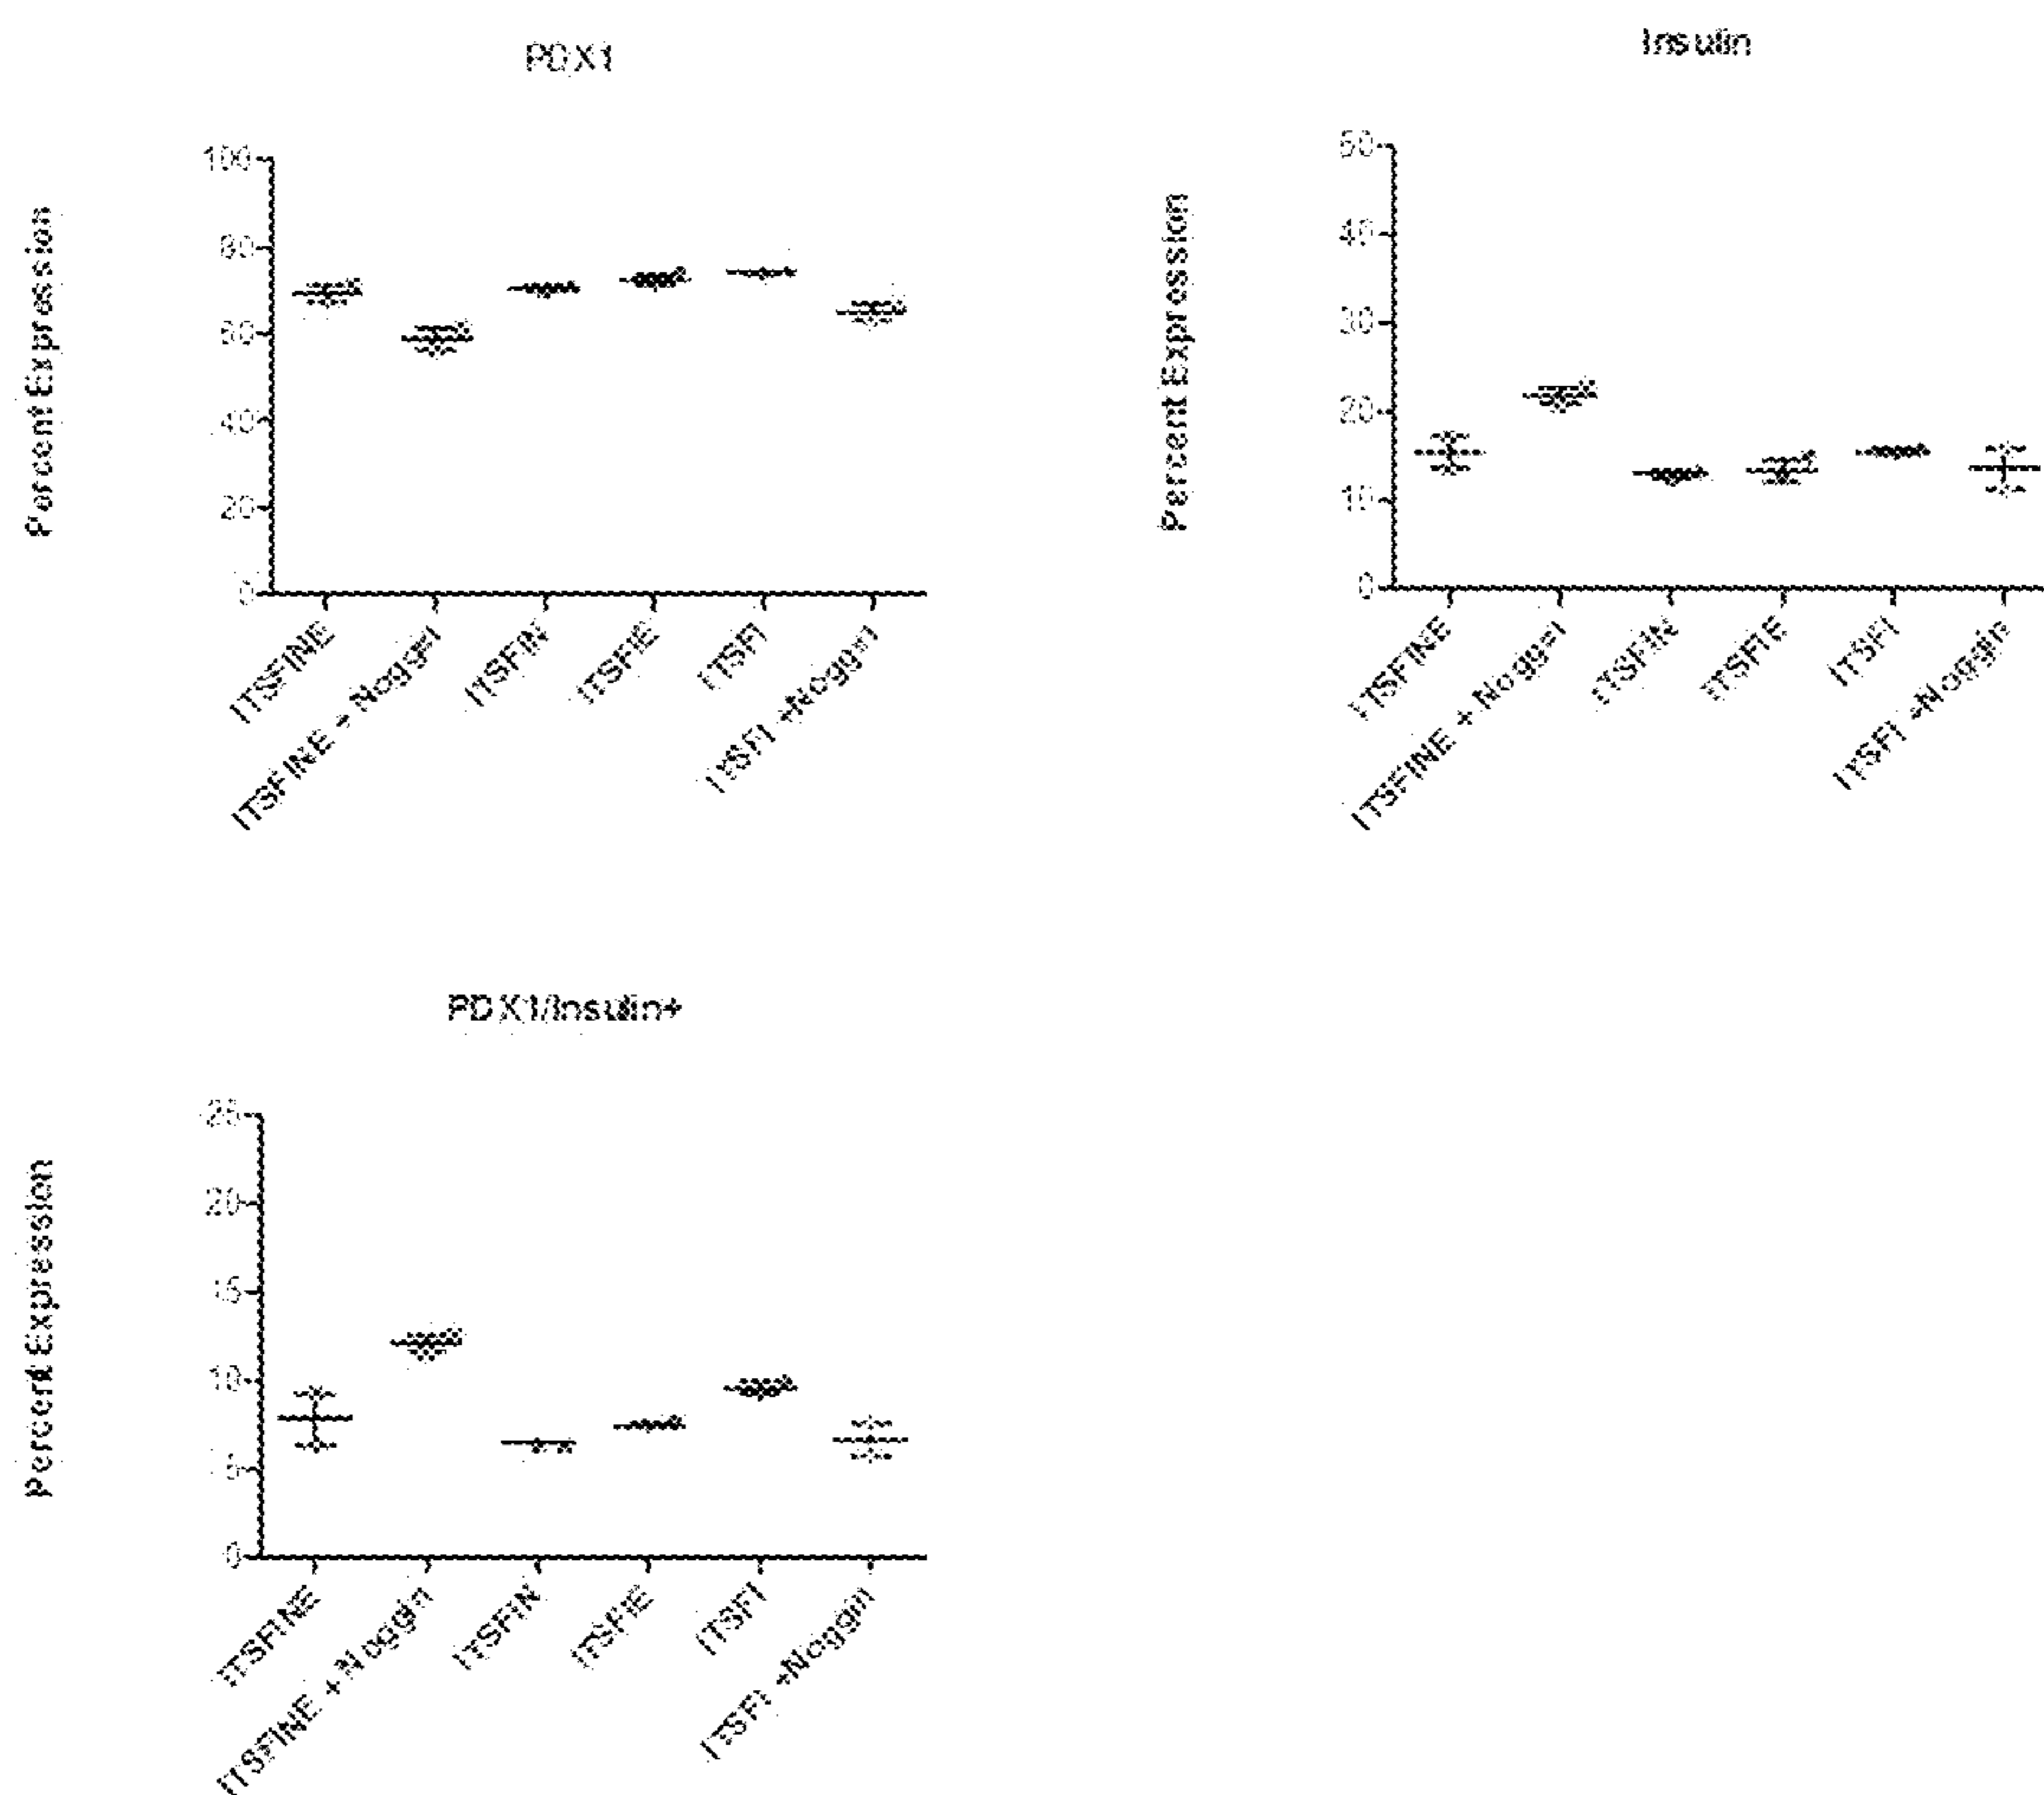 PDX1
Percent Expression
100
80
60
40
20
0
ITSFINE
ITSFINE + Noggin
ITSFIN
ITSFIE
ITSFI
ITSFI +Noggin
Insulin
Percent Expression
50
40
30
20
10
0
ITSFINE
ITSFINE + Noggin
ITSFIN
ITSFIE
ITSFI
ITSFI +Noggin
PDX1/Insulin+
Percent Expression
25
20
15
10
5
0
ITSFINE
ITSFINE +Noggin
ITSFIN
ITSFIE
ITSFI
ITSFI +Noggin